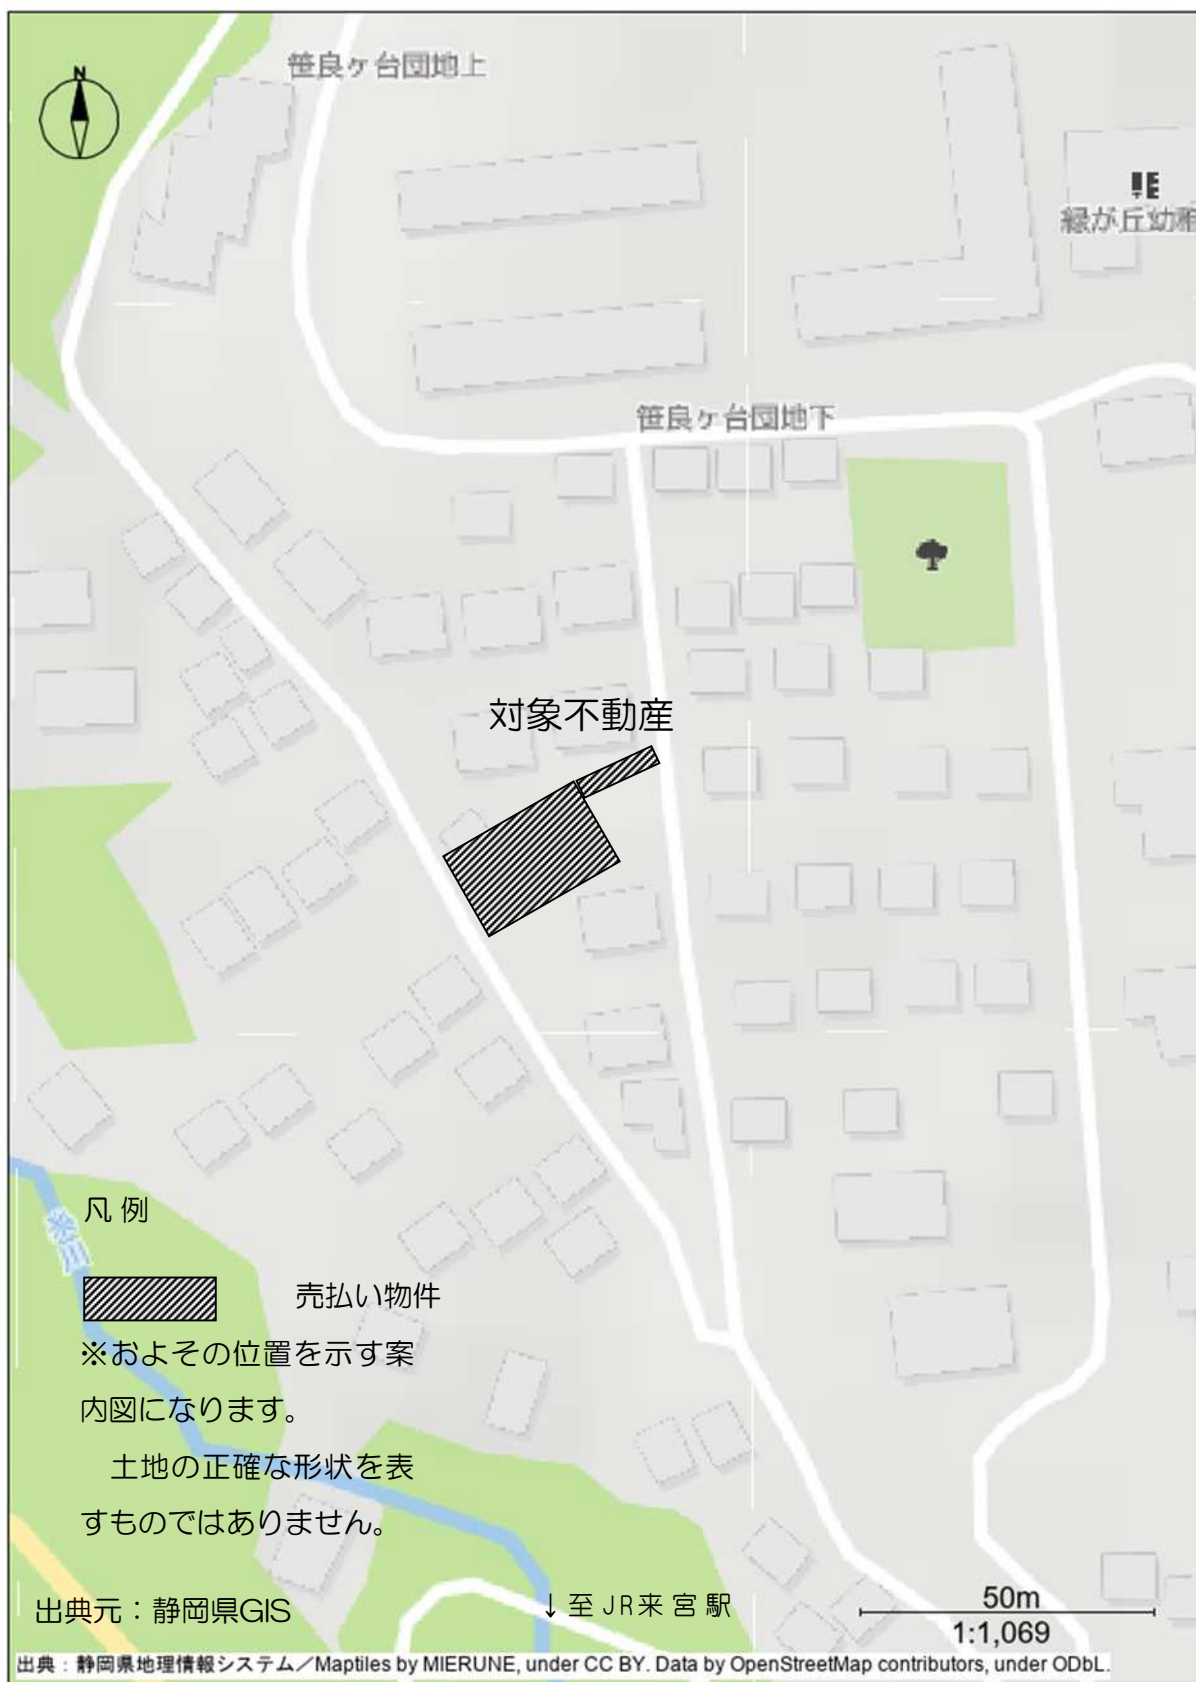 N
笹良ヶ台団地上
緑が丘幼稚
笹良ヶ台団地下
対象不動産
凡例
糸川
売払い物件
※およその位置を示す案
内図になります。
土地の正確な形状を表
すものではありません。
出典元：静岡県GIS
↓至JR来宮駅
50m
1:1,069
出典：静岡県地理情報システム／Maptiles by MIERUNE, under CC BY. Data by OpenStreetMap contributors, under ODbL.